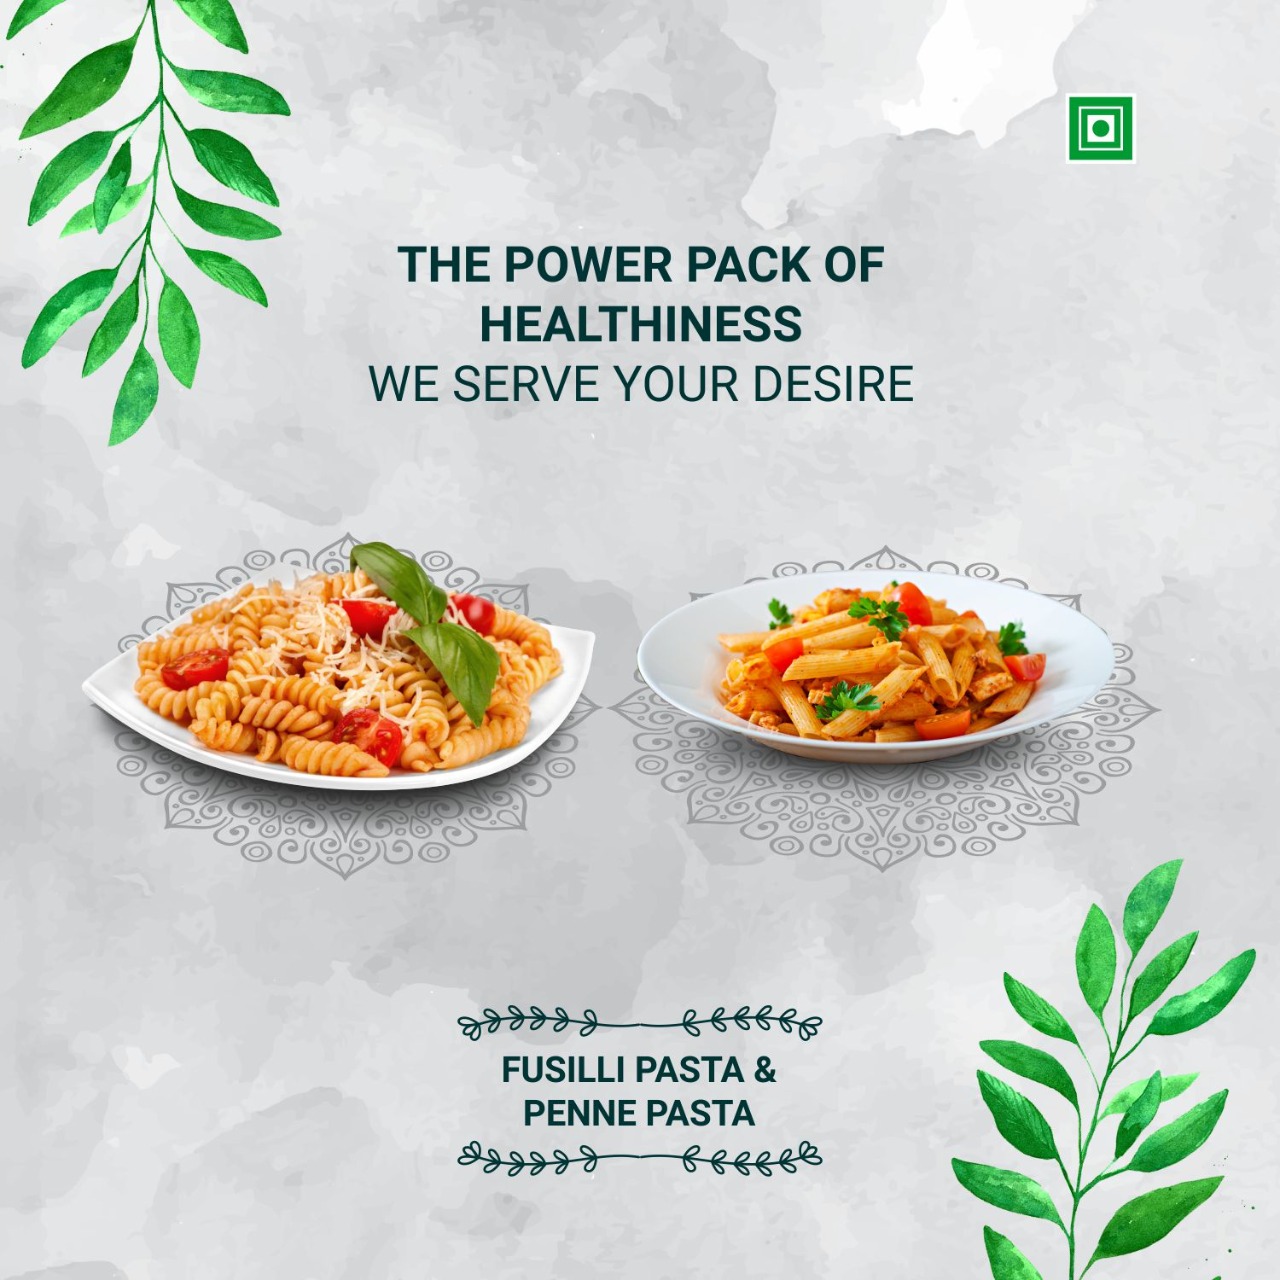 THE POWER PACK OF
HEALTHINESS
WE SERVE YOUR DESIRE
FUSILLI PASTA &
PENNE PASTA